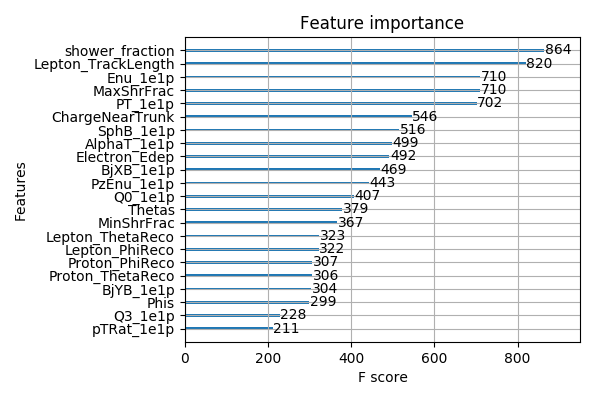 Feature importance
shower_fraction 864
Lepton_TrackLength 820
Enu_1e1p 710
MaxShrFrac 710
PT_1e1p 702
ChargeNearTrunk 546
SphB_1e1p 516
AlphaT_1e1p 499
Electron_Edep 492
BjXB_1e1p 469
PzEnu_1e1p 443
Q0_1e1p 407
Thetas 379
MinShrFrac 367
Lepton_ThetaReco 323
Lepton_PhiReco 322
Proton_PhiReco 307
Proton_ThetaReco 306
BjYB_1e1p 304
Phis 299
Q3_1e1p 228
pTRat_1e1p 211
Features
0 200 400 600 800
F score